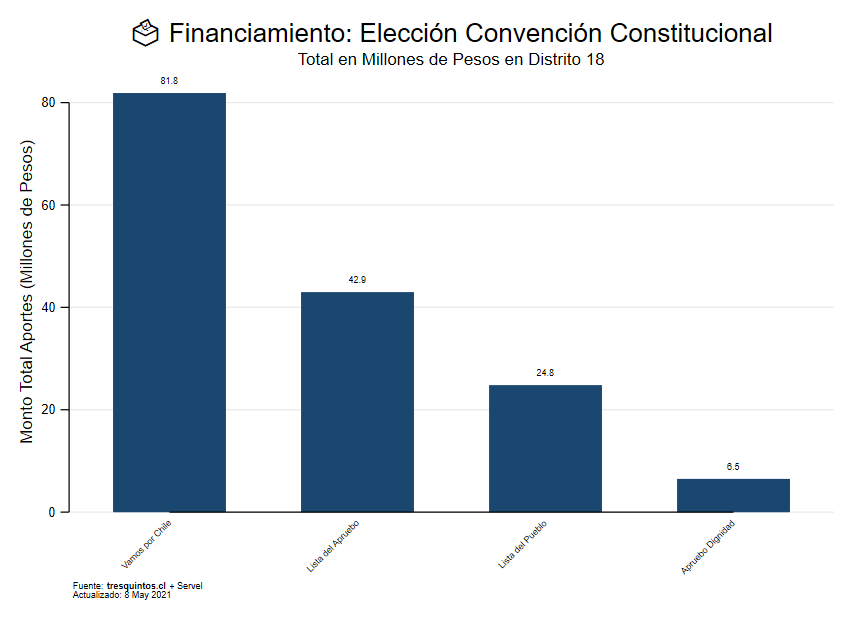 Financiamiento: Elección Convención Constitucional
Total en Millones de Pesos en Distrito 18
Monto Total Aportes (Millones de Pesos)
80
60
40
20
0
81.8
42.9
24.8
6.5
Vamos por Chile
Lista del Apruebo
Lista del Pueblo
Apruebo Dignidad
Fuente: tresquintos.cl + Servel
Actualizado: 8 May 2021